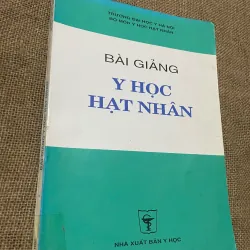 TRƯỜNG ĐẠI HỌC Y HÀ NỘI
BỘ MÔN Y HỌC HẠT NHÂN
BÀI GIẢNG
Y HỌC
HẠT NHÂN
NHÀ XUẤT BẢN Y HỌC